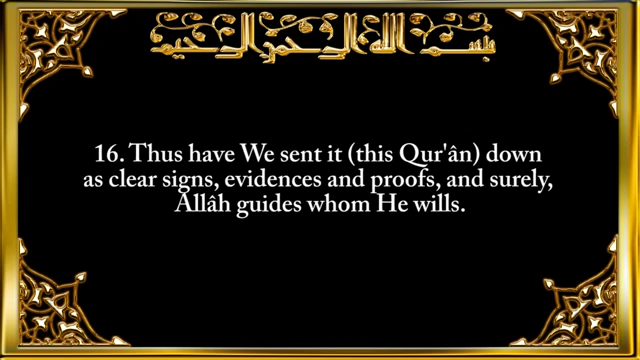 بسم الله الرحمن الرحيم
16. Thus have We sent it (this Qur'ân) down
as clear signs, evidences and proofs, and surely,
Allâh guides whom He wills.